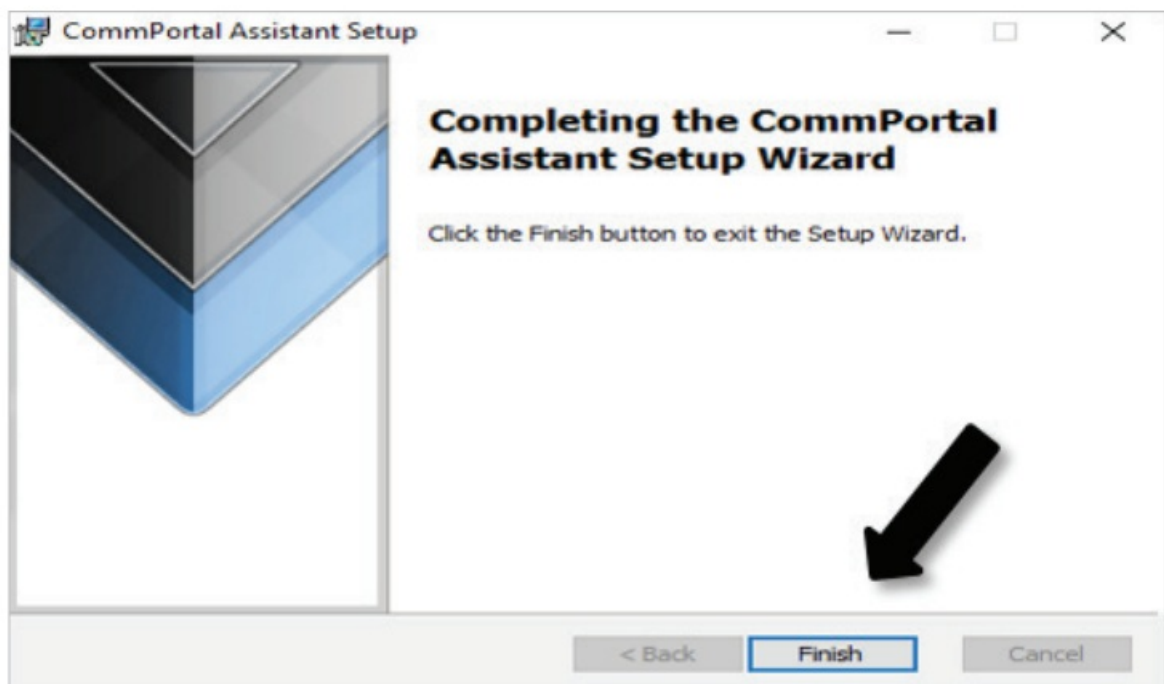 CommPortal Assistant Setup
Completing the CommPortal
Assistant Setup Wizard
Click the Finish button to exit the Setup Wizard.
< Back Finish Cancel